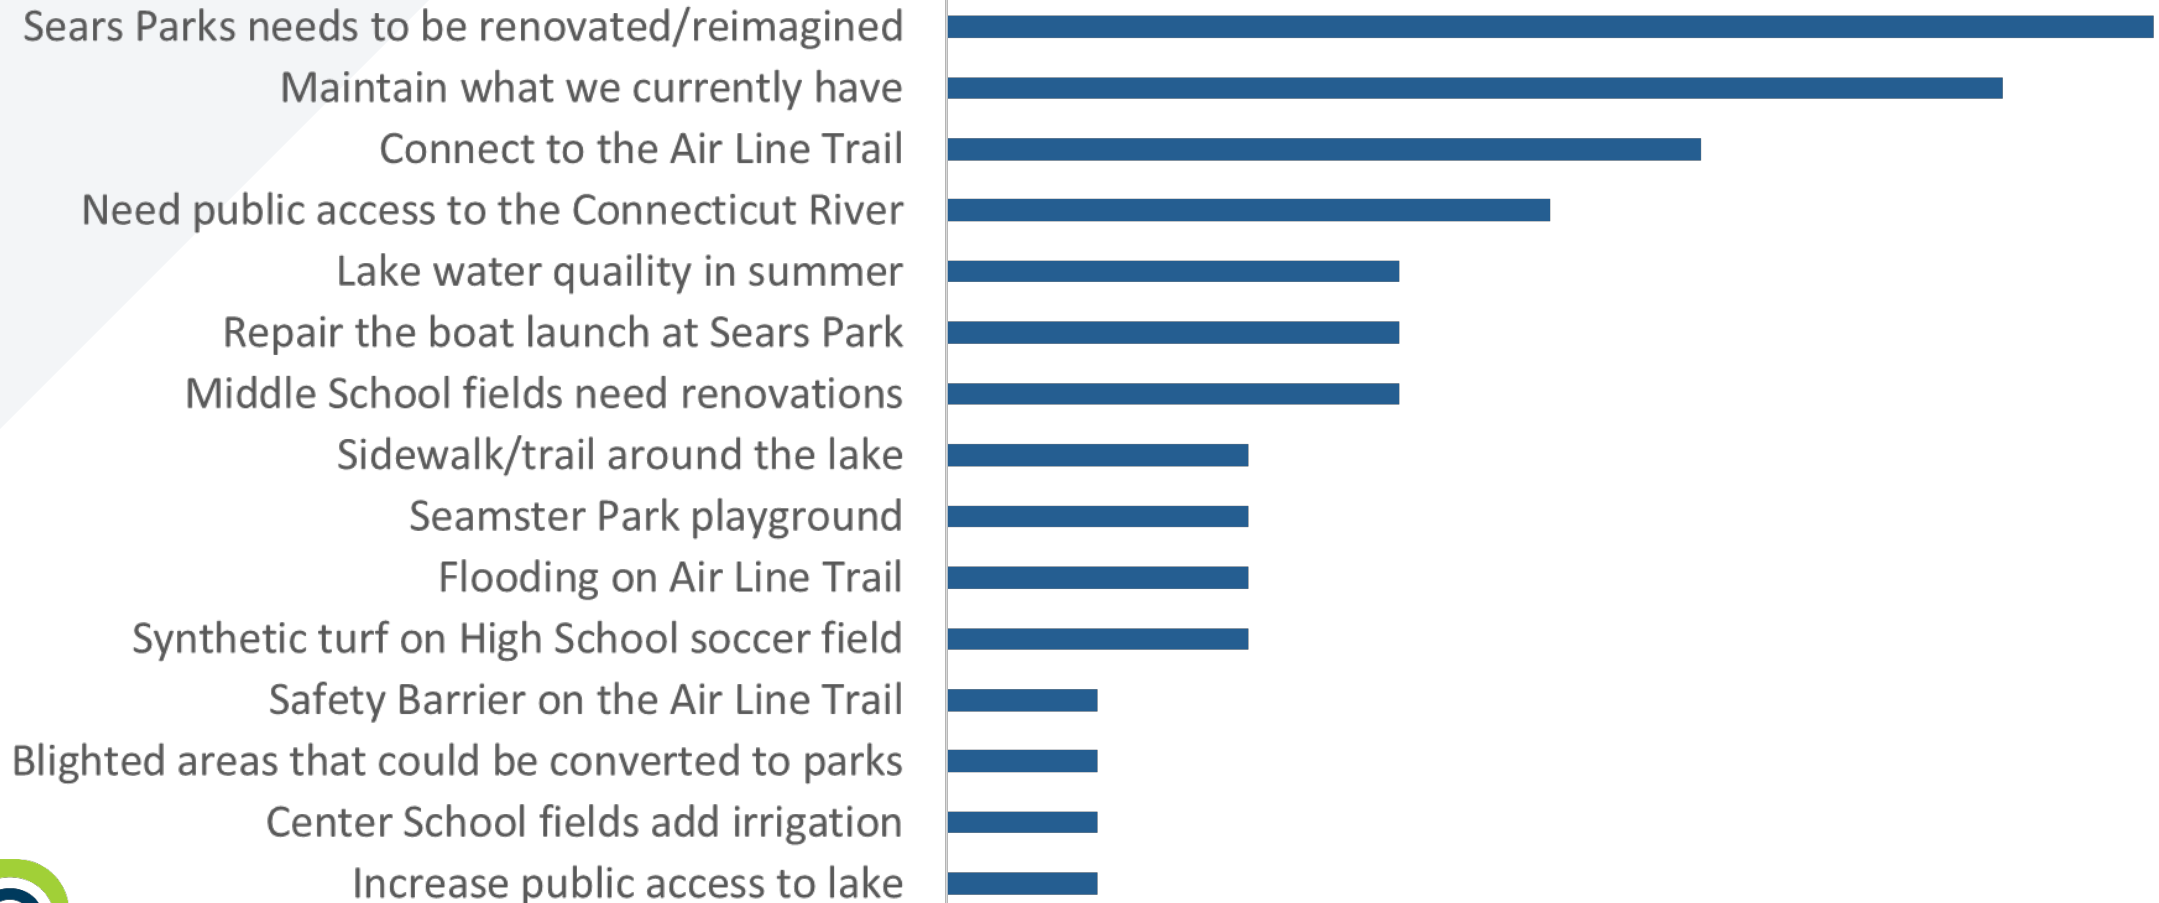 Sears Parks needs to be renovated/reimagined
Maintain what we currently have
Connect to the Air Line Trail
Need public access to the Connecticut River
Lake water quaility in summer
Repair the boat launch at Sears Park
Middle School fields need renovations
Sidewalk/trail around the lake
Seamster Park playground
Flooding on Air Line Trail
Synthetic turf on High School soccer field
Safety Barrier on the Air Line Trail
Blighted areas that could be converted to parks
Center School fields add irrigation
Increase public access to lake